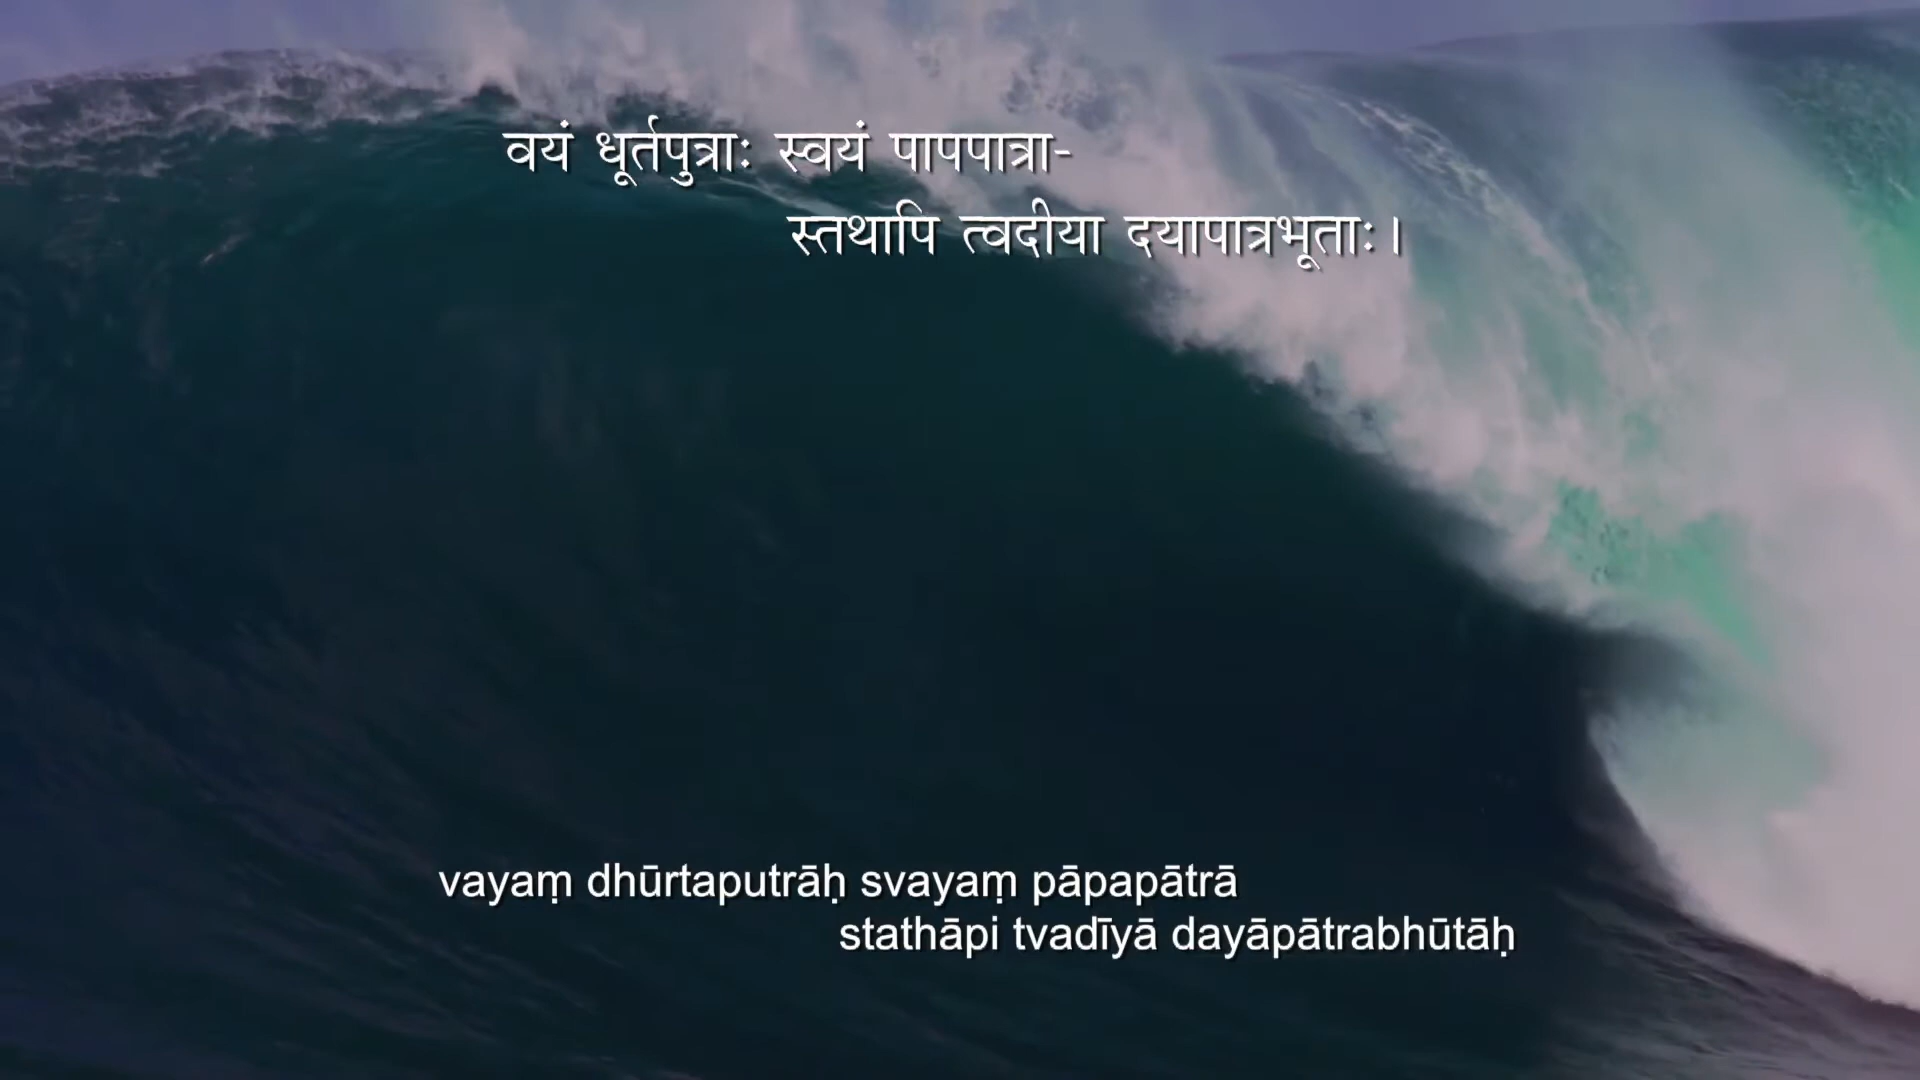 वयं धूर्तपुत्राः स्वयं पापपात्रा-
स्तथापि त्वदीया दयापात्रभूताः।
vayaṃ dhūrtaputrāḥ svayaṃ pāpapātrā
stathāpi tvadīyā dayāpātrabhūtāḥ